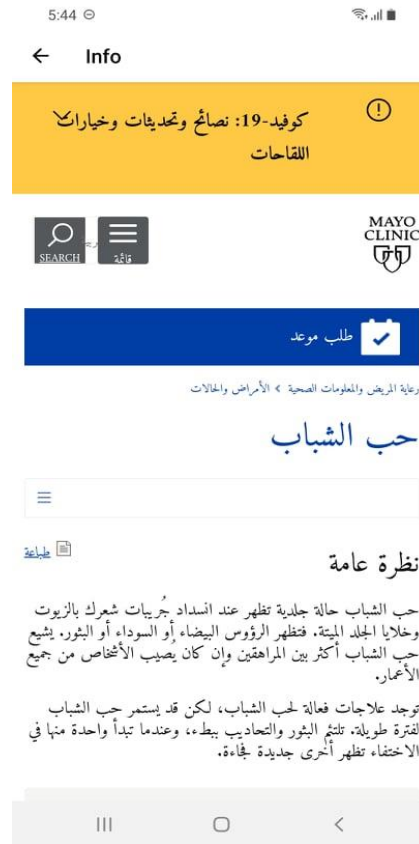 5:44
Info
كوفيد-19: نصائح وتحديثات وخيارات
اللقاحات
MAYO
CLINIC
قائمة
SEARCH
طلب موعد
رعاية المريض والمعلومات الصحية > الأمراض والحالات
حب الشباب
طباعة
نظرة عامة
حب الشباب حالة جلدية تظهر عند انسداد جُريبات شعرك بالزيوت
وخلايا الجلد الميتة. فتظهر الرؤوس البيضاء أو السوداء أو البثور. يشيع
حب الشباب أكثر بين المراهقين وإن كان يُصيب الأشخاص من جميع
الأعمار.
توجد علاجات فعالة لحب الشباب، لكن قد يستمر حب الشباب
لفترة طويلة. تلتئم البثور والتحاديب ببطء، وعندما تبدأ واحدة منها في
الاختفاء تظهر أخرى جديدة فجاءة.